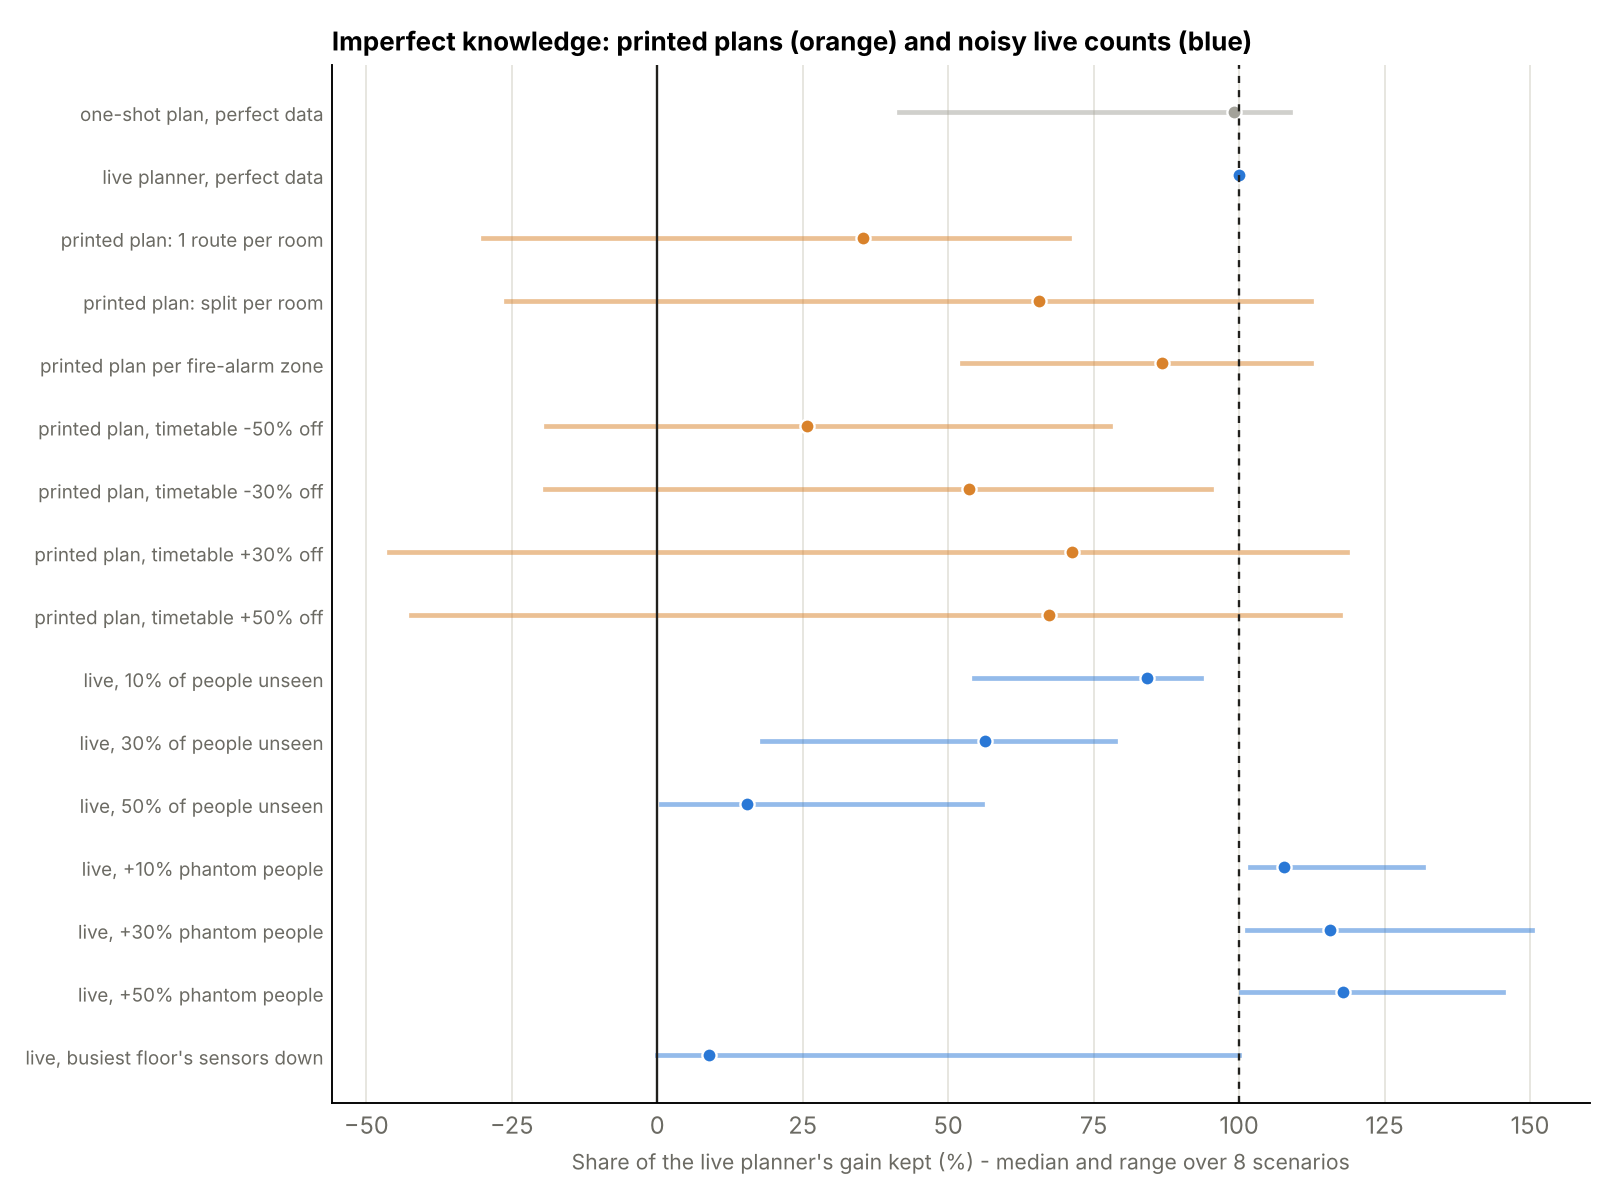 Imperfect knowledge: printed plans (orange) and noisy live counts (blue)
one-shot plan, perfect data
live planner, perfect data
printed plan: 1 route per room
printed plan: split per room
printed plan per fire-alarm zone
printed plan, timetable -50% off
printed plan, timetable -30% off
printed plan, timetable +30% off
printed plan, timetable +50% off
live, 10% of people unseen
live, 30% of people unseen
live, 50% of people unseen
live, +10% phantom people
live, +30% phantom people
live, +50% phantom people
live, busiest floor's sensors down
−50 −25 0 25 50 75 100 125 150
Share of the live planner's gain kept (%) - median and range over 8 scenarios